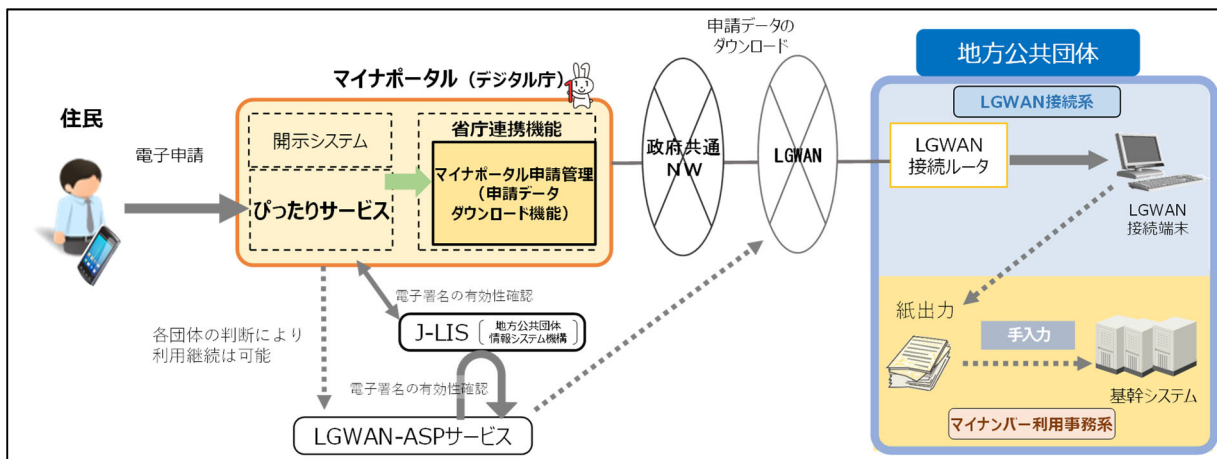 申請データの
ダウンロード
地方公共団体
マイナポータル（デジタル庁）
LGWAN接続系
住民
電子申請
開示システム
省庁連携機能
マイナポータル申請管理
（申請データ
ダウンロード機能）
ぴったりサービス
政府共通
NW
LGWAN
LGWAN
接続ルータ
LGWAN
接続端末
電子署名の有効性確認
各団体の判断により
利用継続は可能
J-LIS
地方公共団体
情報システム機構
電子署名の有効性確認
LGWAN-ASPサービス
紙出力
手入力
基幹システム
マイナンバー利用事務系